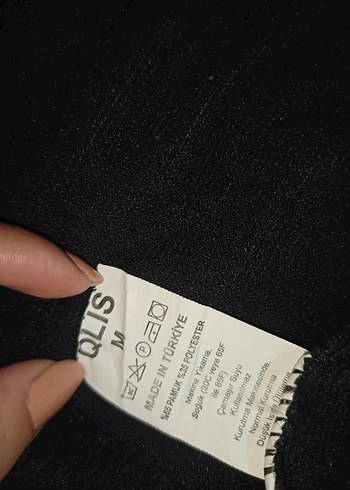 QLIS
M
MADE IN TÜRKİYE
%65 PAMUK %35 POLYESTER
Makine Yıkama,
Soğuk (30C veya 65F
ile 85F)
Çamaşır Suyu
Kullanılmaz
Kurutma Makinesinde,
Normal Kurutma
Düşük Isıda Ütüleme